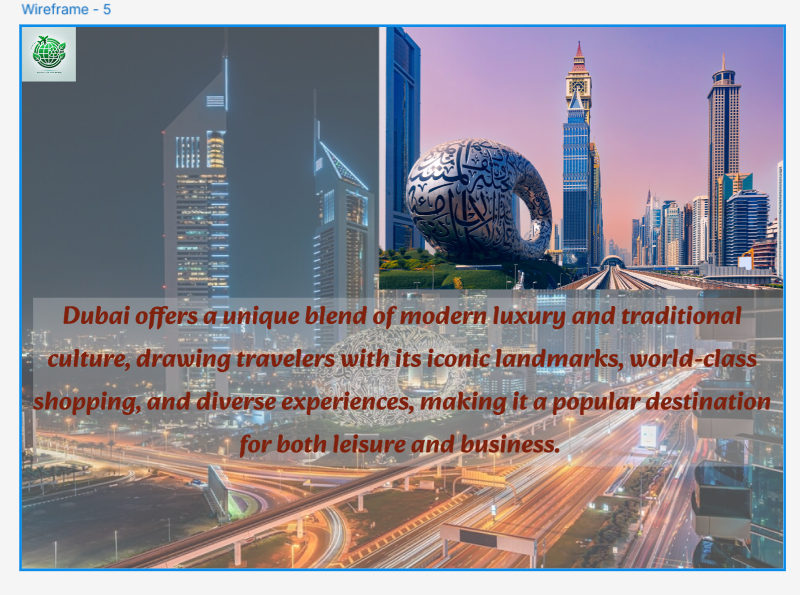 Wireframe - 5
Dubai offers a unique blend of modern luxury and traditional
culture, drawing travelers with its iconic landmarks, world-class
shopping, and diverse experiences, making it a popular destination
for both leisure and business.